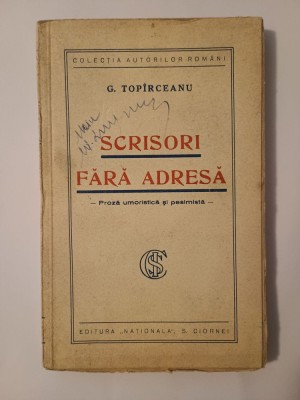 COLECȚIA AUTORILOR ROMÂNI
G. TOPÎRCEANU
SCRISORI
FĂRĂ ADRESĂ
— Proză umoristică și pesimistă —
EDITURA „NAȚIONALA", S. CIORNEI